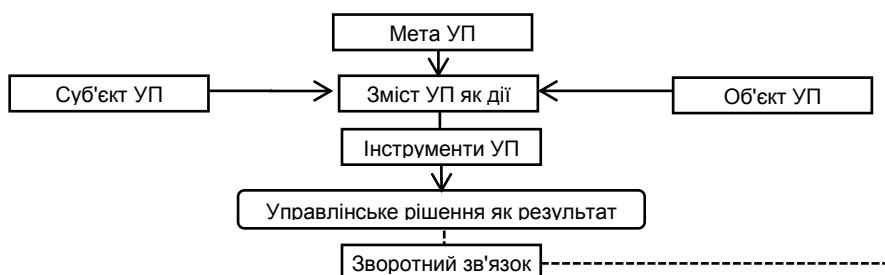 Мета УП
Суб'єкт УП
Зміст УП як дії
Об'єкт УП
Інструменти УП
Управлінське рішення як результат
Зворотний зв'язок